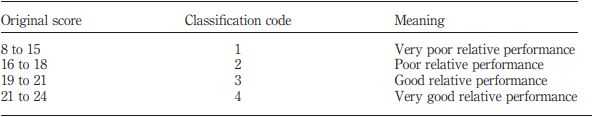 Original score Classification code Meaning
8 to 15 1 Very poor relative performance
16 to 18 2 Poor relative performance
19 to 21 3 Good relative performance
21 to 24 4 Very good relative performance